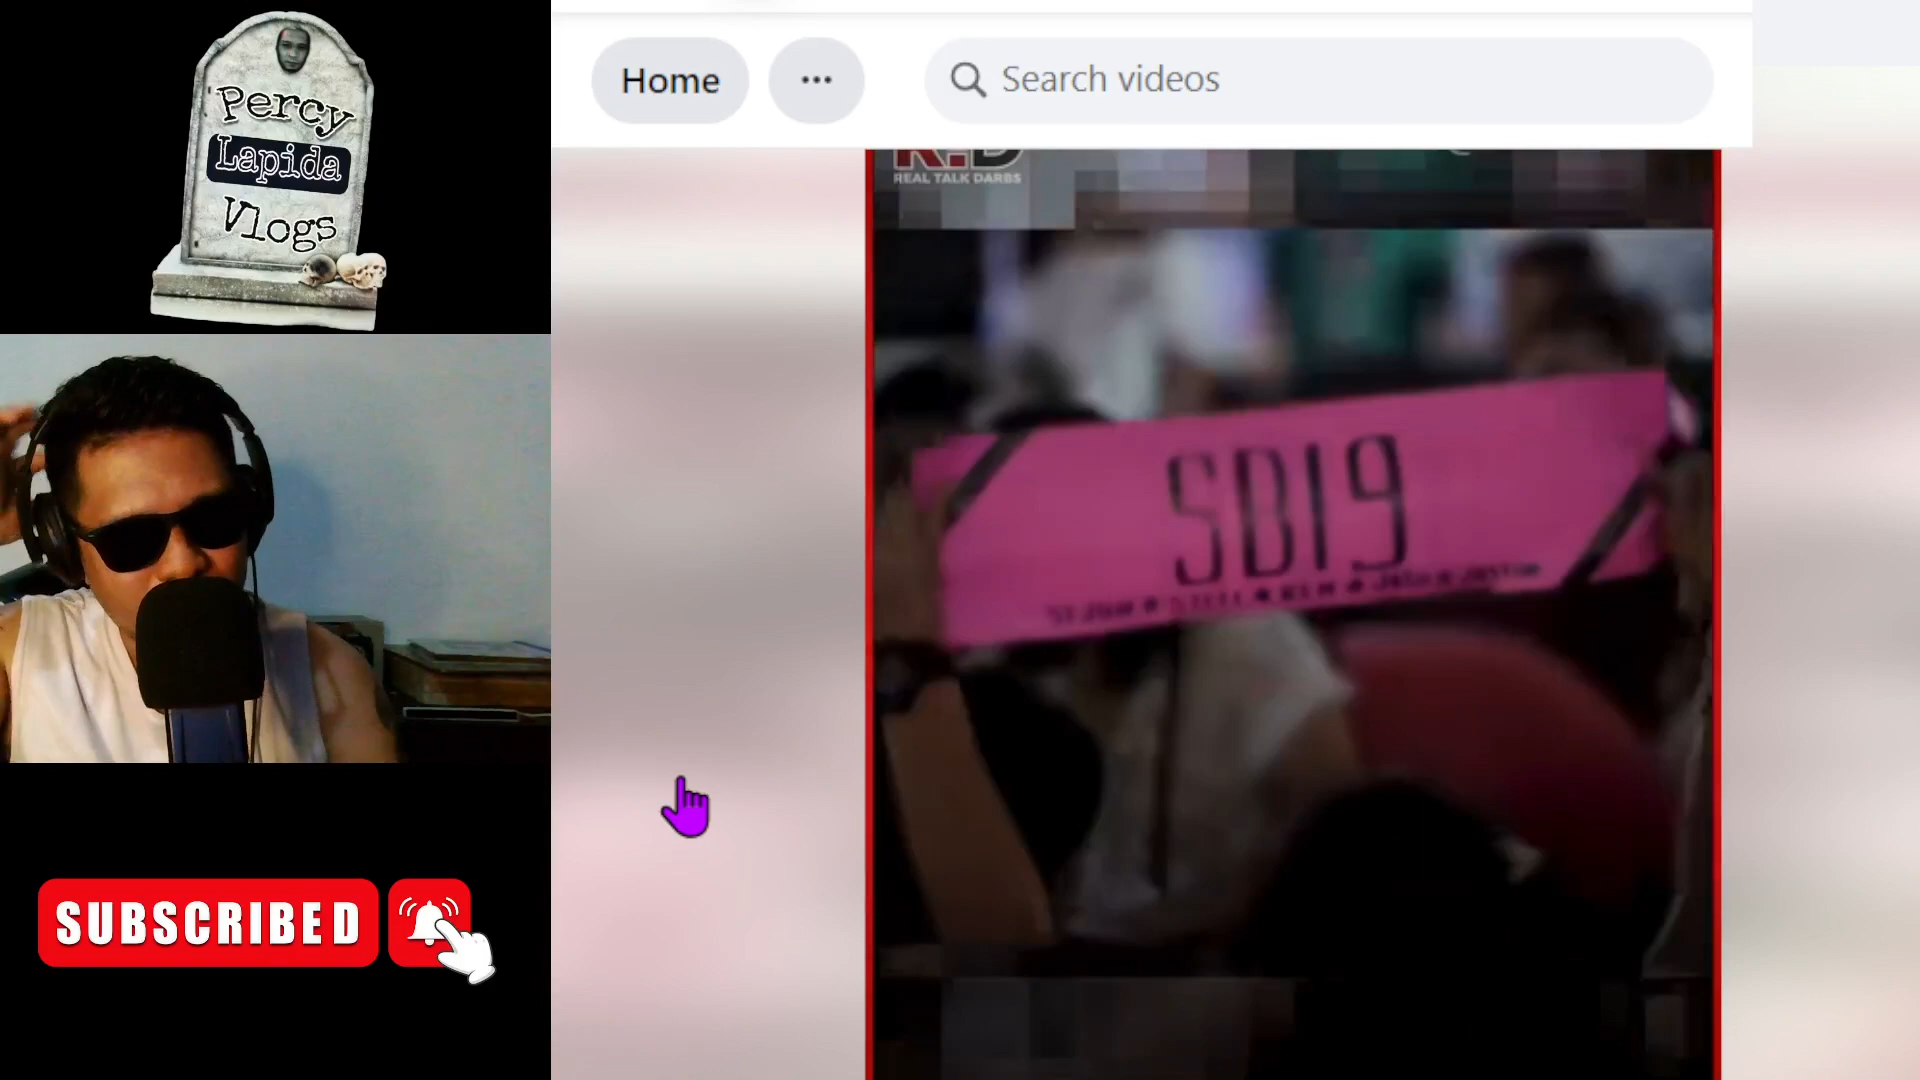 Percy
Lapida
Vlogs
Home
Search videos
REAL TALK DARBS
SB19
SUBSCRIBED